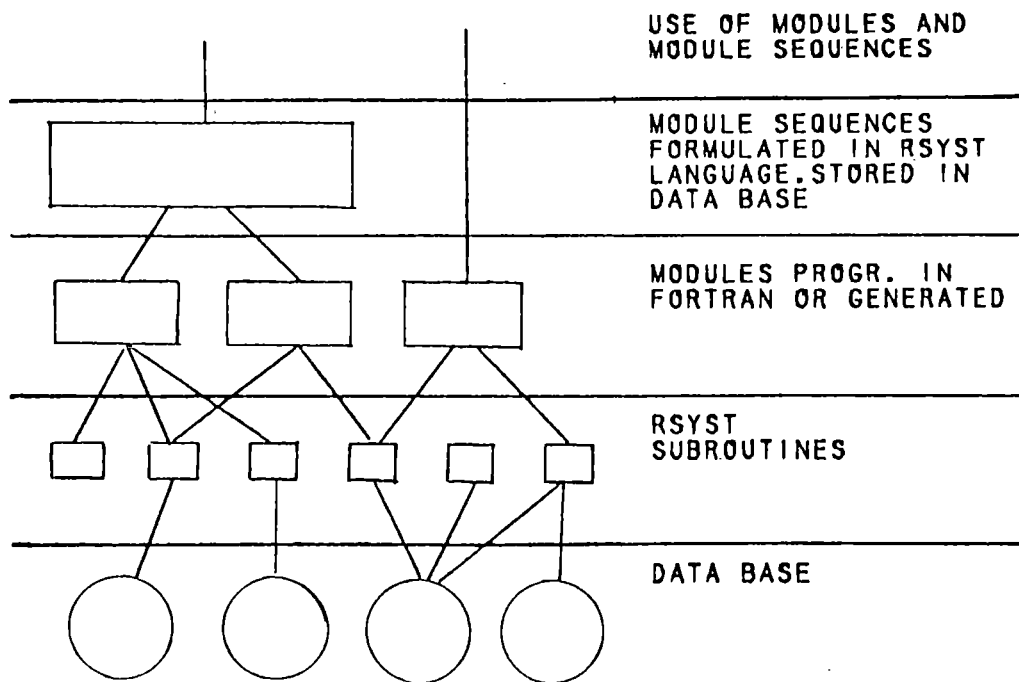 USE OF MODULES AND
MODULE SEQUENCES
MODULE SEQUENCES
FORMULATED IN RSYST
LANGUAGE.STORED IN
DATA BASE
MODULES PROGR. IN
FORTRAN OR GENERATED
RSYST
SUBROUTINES
DATA BASE